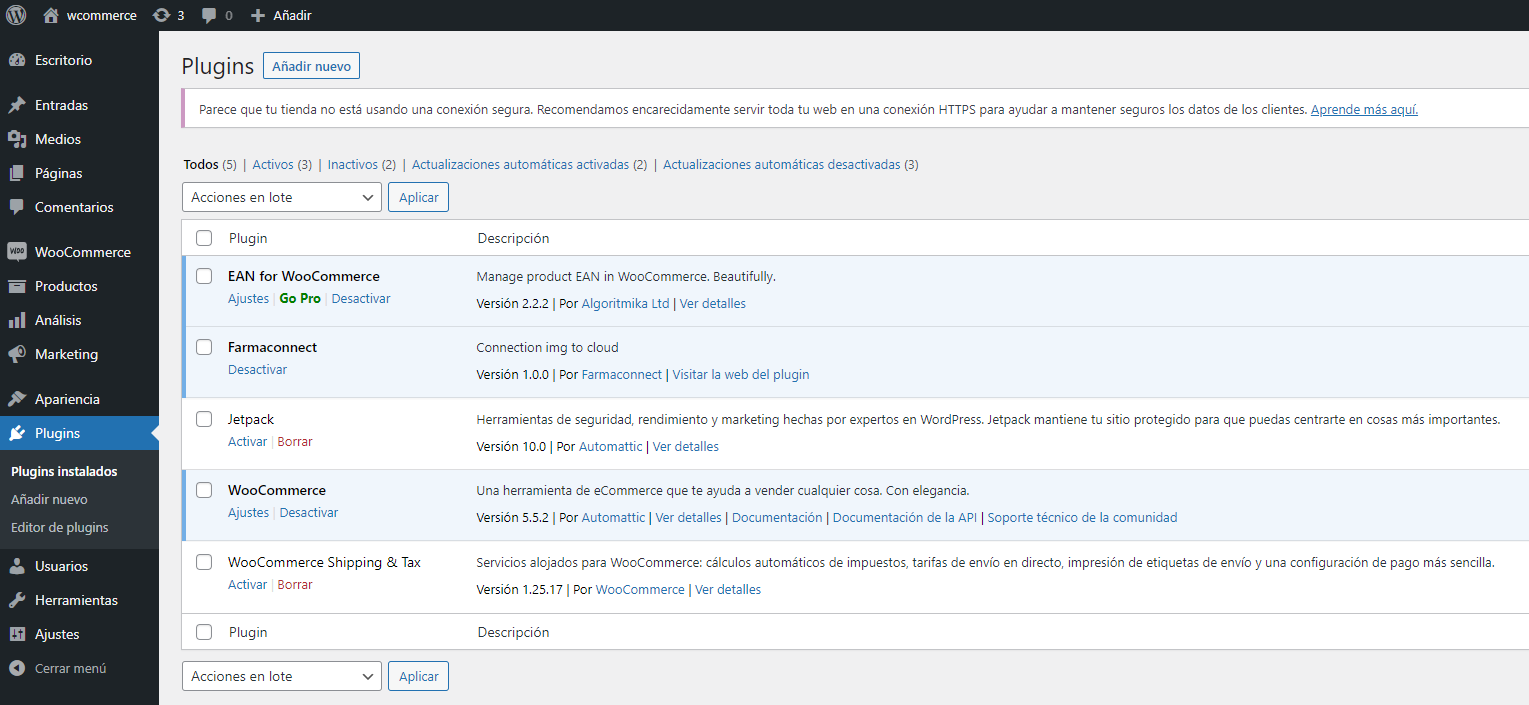 wcommerce 3 0 Añadir
Escritorio
Entradas
Medios
Páginas
Comentarios
WooCommerce
Productos
Análisis
Marketing
Apariencia
Plugins
Plugins instalados
Añadir nuevo
Editor de plugins
Usuarios
Herramientas
Ajustes
Cerrar menú
Plugins Añadir nuevo
Parece que tu tienda no está usando una conexión segura. Recomendamos encarecidamente servir toda tu web en una conexión HTTPS para ayudar a mantener seguros los datos de los clientes. Aprende más aquí.
Todos (5) | Activos (3) | Inactivos (2) | Actualizaciones automáticas activadas (2) | Actualizaciones automáticas desactivadas (3)
Acciones en lote Aplicar
Plugin Descripción
EAN for WooCommerce Manage product EAN in WooCommerce. Beautifully.
Ajustes | Go Pro | Desactivar
Versión 2.2.2 | Por Algoritmika Ltd | Ver detalles
Farmaconnect Connection img to cloud
Desactivar
Versión 1.0.0 | Por Farmaconnect | Visitar la web del plugin
Jetpack Herramientas de seguridad, rendimiento y marketing hechas por expertos en WordPress. Jetpack mantiene tu sitio protegido para que puedas centrarte en cosas más importantes.
Activar | Borrar
Versión 10.0 | Por Automattic | Ver detalles
WooCommerce Una herramienta de eCommerce que te ayuda a vender cualquier cosa. Con elegancia.
Ajustes | Desactivar
Versión 5.5.2 | Por Automattic | Ver detalles | Documentación | Documentación de la API | Soporte técnico de la comunidad
WooCommerce Shipping & Tax Servicios alojados para WooCommerce: cálculos automáticos de impuestos, tarifas de envío en directo, impresión de etiquetas de envío y una configuración de pago más sencilla.
Activar | Borrar
Versión 1.25.17 | Por WooCommerce | Ver detalles
Plugin Descripción
Acciones en lote Aplicar